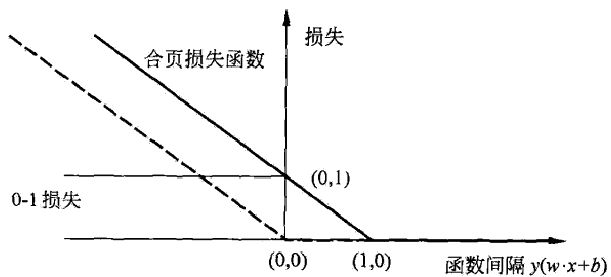 损失
合页损失函数
(0,1)
0-1 损失
(0,0)
(1,0)
函数间隔 y(w·x+b)